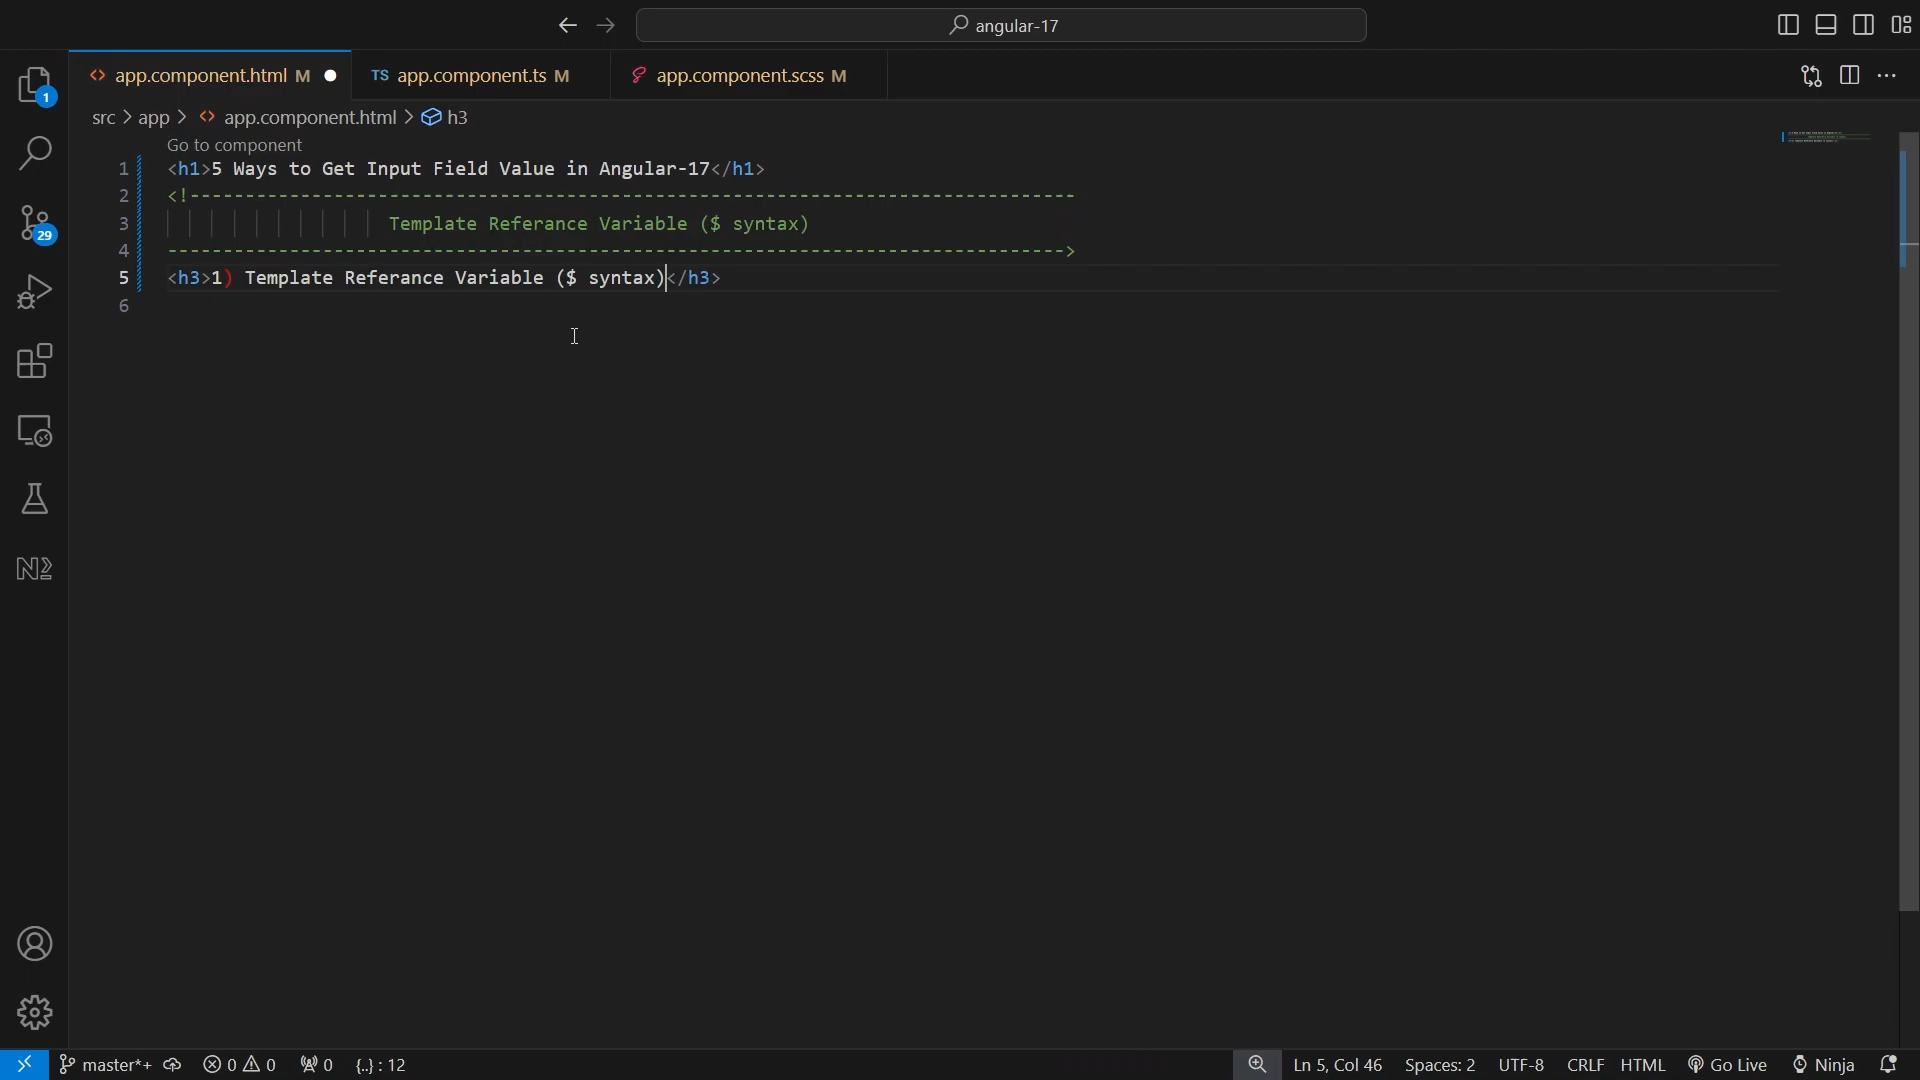 angular-17
app.component.html M
TS app.component.ts M
app.component.scss M
1
src > app > <> app.component.html > h3
Go to component
1 <h1>5 Ways to Get Input Field Value in Angular-17</h1>
2 <!--------------------------------------------------------------------------------
3 Template Referance Variable ($ syntax)
4 --------------------------------------------------------------------------------->
5 <h3>1) Template Referance Variable ($ syntax)</h3>
6
29
master*+ 0 0 0 {..} : 12 Ln 5, Col 46 Spaces: 2 UTF-8 CRLF HTML Go Live Ninja